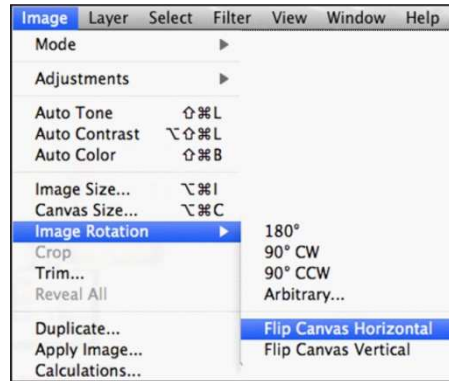 Image Layer Select Filter View Window Help
Mode
Adjustments
Auto Tone ⇧⌘L
Auto Contrast ⌥⇧⌘L
Auto Color ⇧⌘B
Image Size... ⌥⌘I
Canvas Size... ⌥⌘C
Image Rotation
180°
Crop
90° CW
Trim...
90° CCW
Reveal All
Arbitrary...
Duplicate...
Flip Canvas Horizontal
Apply Image...
Flip Canvas Vertical
Calculations...